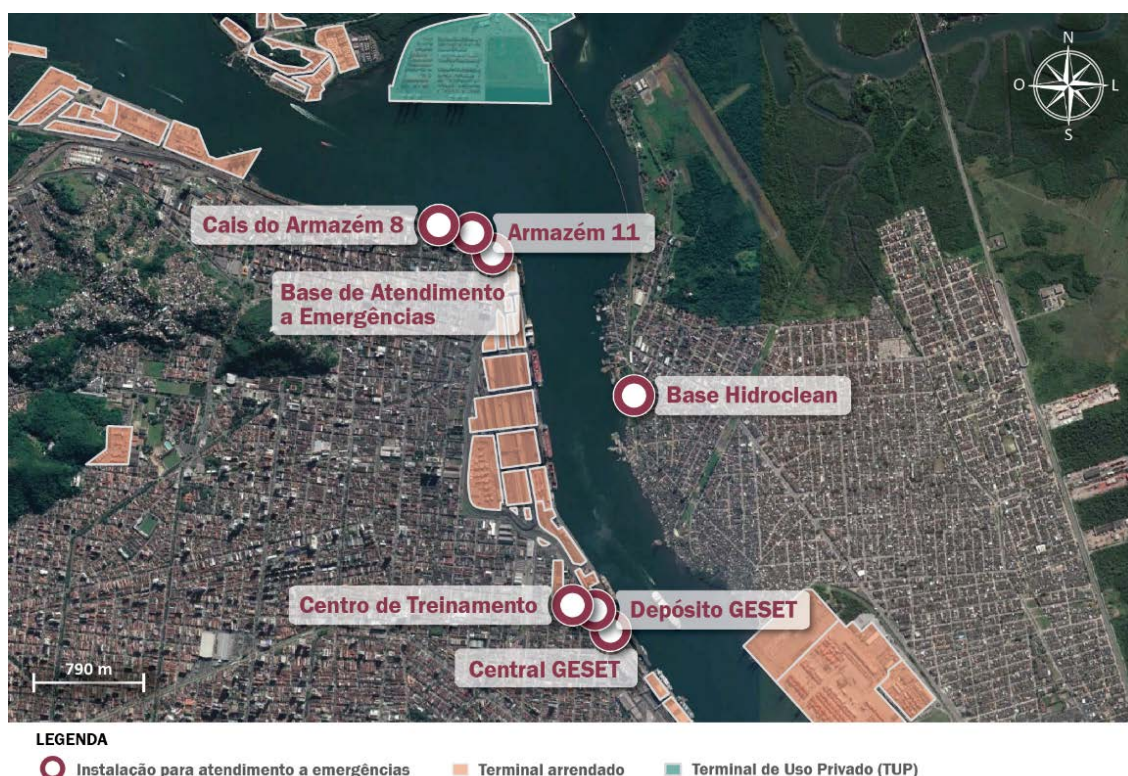 N
O
L
S
Cais do Armazém 8
Armazém 11
Base de Atendimento
a Emergências
Base Hidroclean
Centro de Treinamento
Depósito GESET
Central GESET
790 m
LEGENDA
Instalação para atendimento a emergências
Terminal arrendado
Terminal de Uso Privado (TUP)